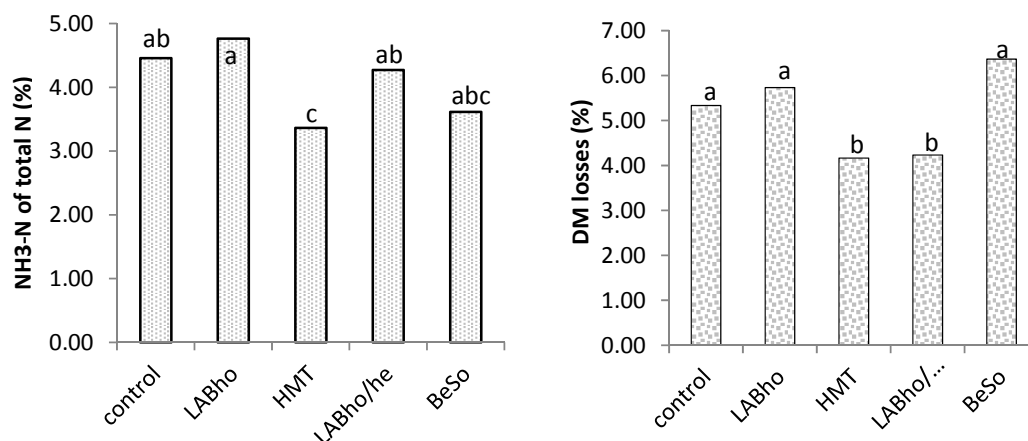 NH3-N of total N (%)
5.00
4.00
3.00
2.00
1.00
0.00
ab
a
c
ab
abc
control
LABho
HMT
LABho/he
BeSo
DM losses (%)
7.00
6.00
5.00
4.00
3.00
2.00
1.00
0.00
a
a
b
b
a
control
LABho
HMT
LABho/...
BeSo